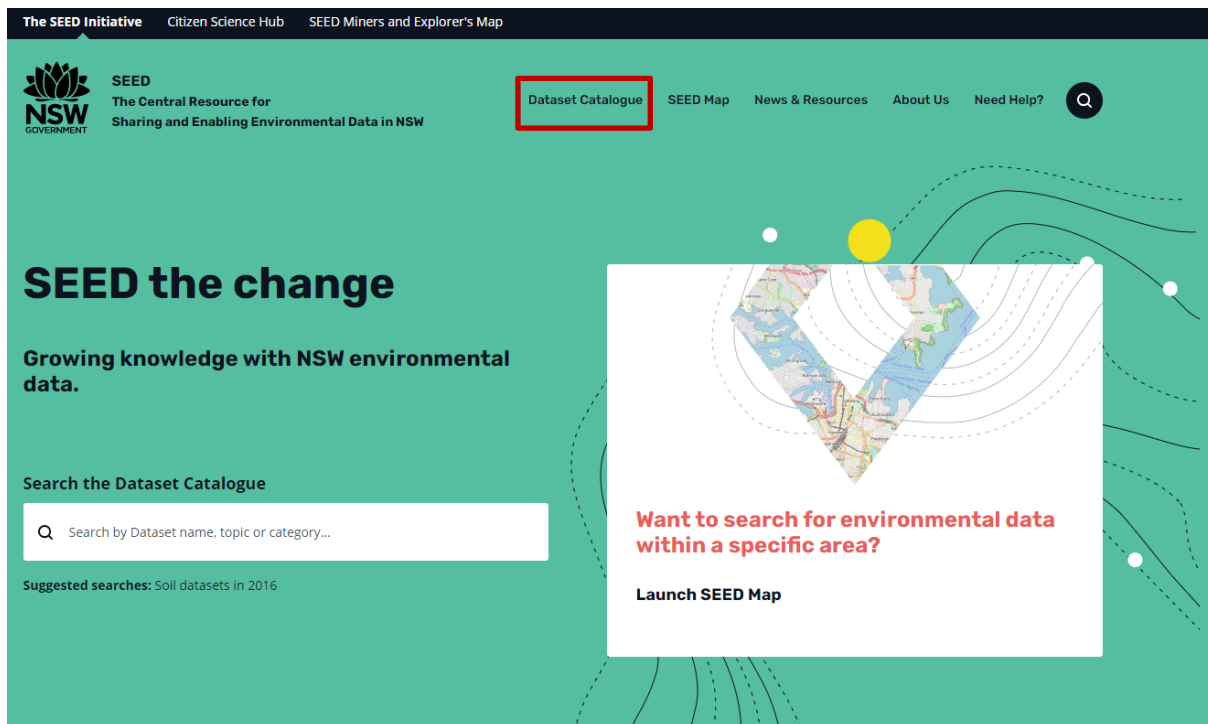 The SEED Initiative Citizen Science Hub SEED Miners and Explorer's Map
NSW
GOVERNMENT
SEED
The Central Resource for
Sharing and Enabling Environmental Data in NSW
Dataset Catalogue SEED Map News & Resources About Us Need Help?
SEED the change
Growing knowledge with NSW environmental
data.
Search the Dataset Catalogue
Search by Dataset name, topic or category...
Suggested searches: Soil datasets in 2016
Want to search for environmental data
within a specific area?
Launch SEED Map